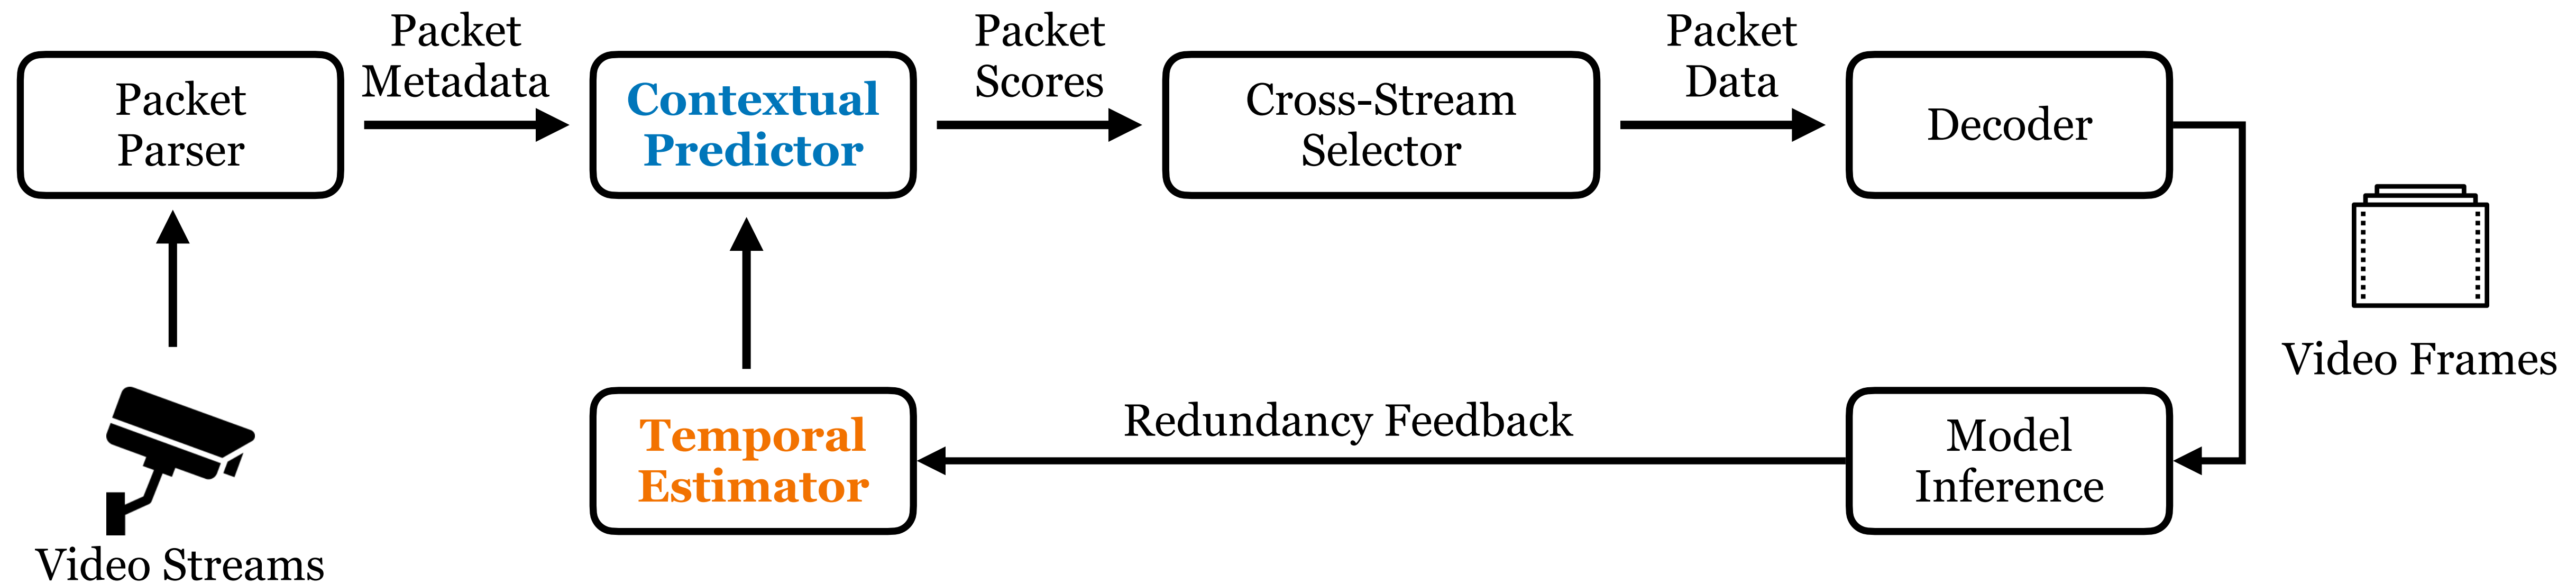 Packet
Parser
Packet
Metadata
Contextual
Predictor
Packet
Scores
Cross-Stream
Selector
Packet
Data
Decoder
Video Frames
Model
Inference
Redundancy Feedback
Temporal
Estimator
Video Streams